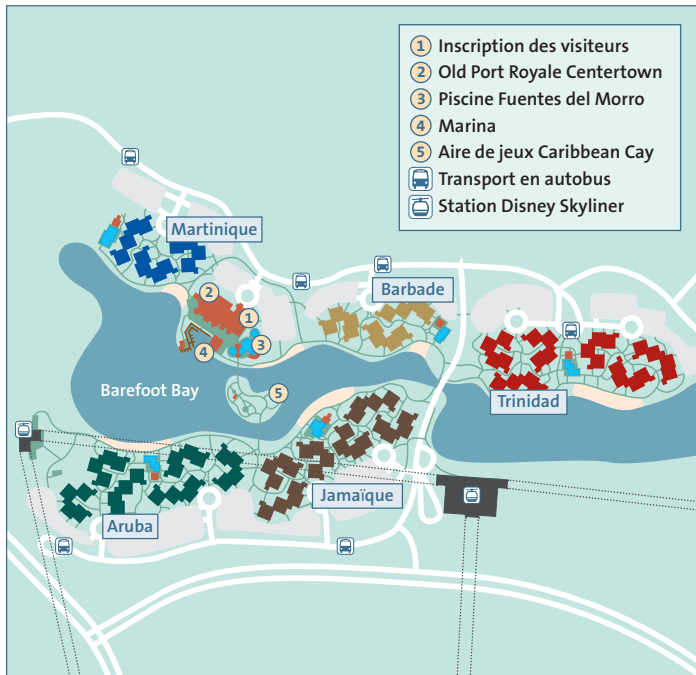 1 Inscription des visiteurs
2 Old Port Royale Centertown
3 Piscine Fuentes del Morro
4 Marina
5 Aire de jeux Caribbean Cay
Transport en autobus
Station Disney Skyliner
Martinique
Barbade
2
1
3
4
Barefoot Bay
5
Trinidad
Jamaïque
Aruba